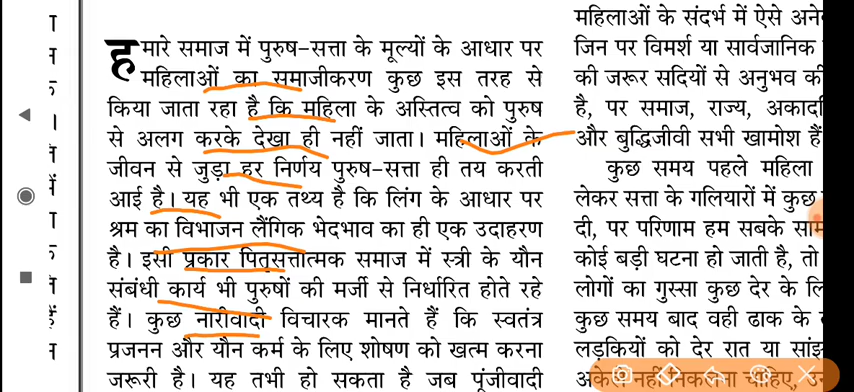 हमारे समाज में पुरुष-सत्ता के मूल्यों के आधार पर
महिलाओं का समाजीकरण कुछ इस तरह से
किया जाता रहा है कि महिला के अस्तित्व को पुरुष
से अलग करके देखा ही नहीं जाता। महिलाओं के
जीवन से जुड़ा हर निर्णय पुरुष-सत्ता ही तय करती
आई है। यह भी एक तथ्य है कि लिंग के आधार पर
श्रम का विभाजन लैंगिक भेदभाव का ही एक उदाहरण
है। इसी प्रकार पितृसत्तात्मक समाज में स्त्री के यौन
संबंधी कार्य भी पुरुषों की मर्जी से निर्धारित होते रहे
हैं। कुछ नारीवादी विचारक मानते हैं कि स्वतंत्र
प्रजनन और यौन कर्म के लिए शोषण को खत्म करना
जरूरी है। यह तभी हो सकता है जब पूंजीवादी
महिलाओं के संदर्भ में ऐसे अने
जिन पर विमर्श या सार्वजनिक
की जरूर सदियों से अनुभव की
है, पर समाज, राज्य, अकाद
और बुद्धिजीवी सभी खामोश हैं
कुछ समय पहले महिला
लेकर सत्ता के गलियारों में कुछ
दी, पर परिणाम हम सबके साम
कोई बड़ी घटना हो जाती है, तो
लोगों का गुस्सा कुछ देर के लि
कुछ समय बाद वही ढाक के
लड़कियों को देर रात या सांझ
नहीं चाहिए,